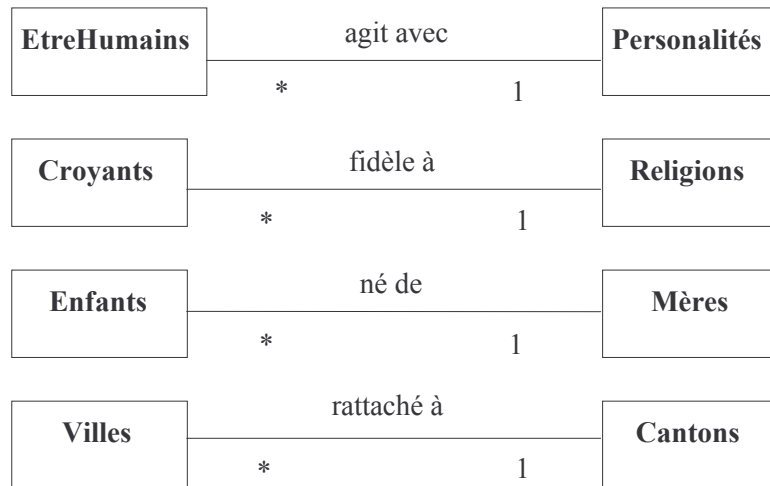 EtreHumains agit avec Personalités
* 1
Croyants fidèle à Religions
* 1
Enfants né de Mères
* 1
Villes rattaché à Cantons
* 1